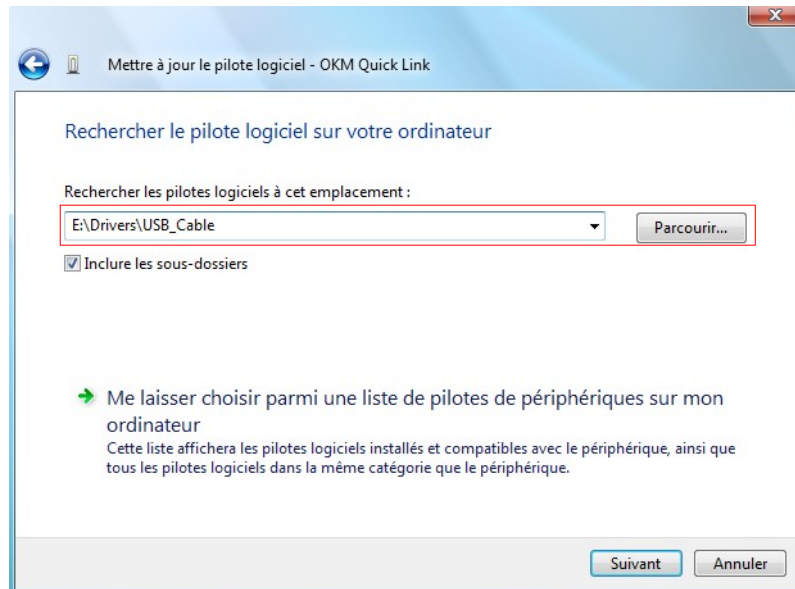 Mettre à jour le pilote logiciel - OKM Quick Link
Rechercher le pilote logiciel sur votre ordinateur
Rechercher les pilotes logiciels à cet emplacement :
E:\Drivers\USB_Cable
Parcourir...
Inclure les sous-dossiers
Me laisser choisir parmi une liste de pilotes de périphériques sur mon
ordinateur
Cette liste affichera les pilotes logiciels installés et compatibles avec le périphérique, ainsi que
tous les pilotes logiciels dans la même catégorie que le périphérique.
Suivant
Annuler